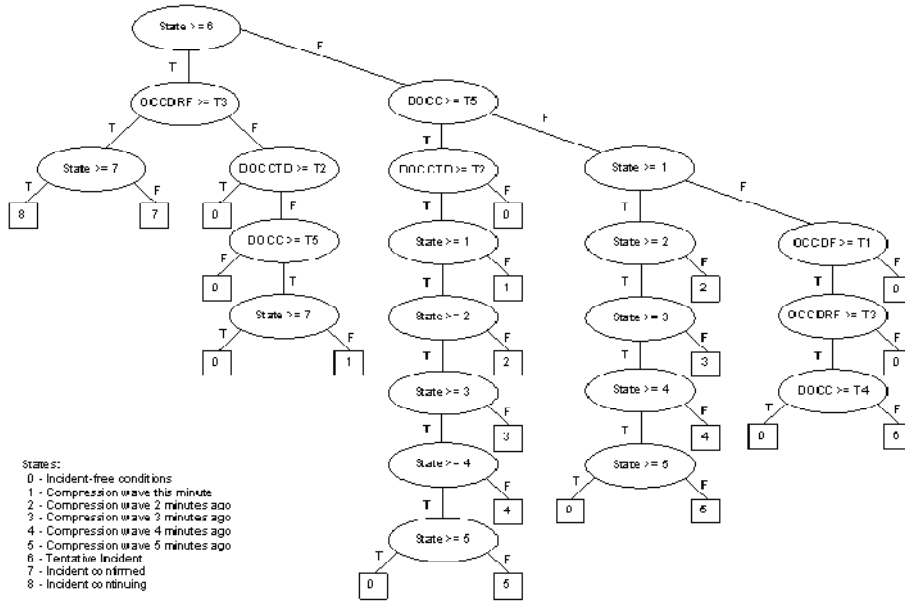 State >= 6
F
T
OCCDRF >= T3
DOCC >= T5
T
F
T
F
State >= 7
DOCCTD >= T2
DOCCTD >= T2
State >= 1
T
F
T
F
T
F
T
F
8
7
0
0
DOCC >= T5
State >= 1
State >= 2
OCCDF >= T1
F
T
T
F
T
F
T
F
0
1
2
0
State >= 7
State >= 2
State >= 3
OCCDRF >= T3
T
F
T
F
T
F
T
F
0
1
2
3
0
State >= 3
State >= 4
DOCC >= T4
T
F
T
F
T
F
3
4
0
6
State >= 4
State >= 5
T
F
T
F
4
0
State >= 5
T
F
0
5
States:
0 - Incident-free conditions
1 - Compression wave this minute
2 - Compression wave 2 minutes ago
3 - Compression wave 3 minutes ago
4 - Compression wave 4 minutes ago
5 - Compression wave 5 minutes ago
6 - Tentative Incident
7 - Incident confirmed
8 - Incident continuing